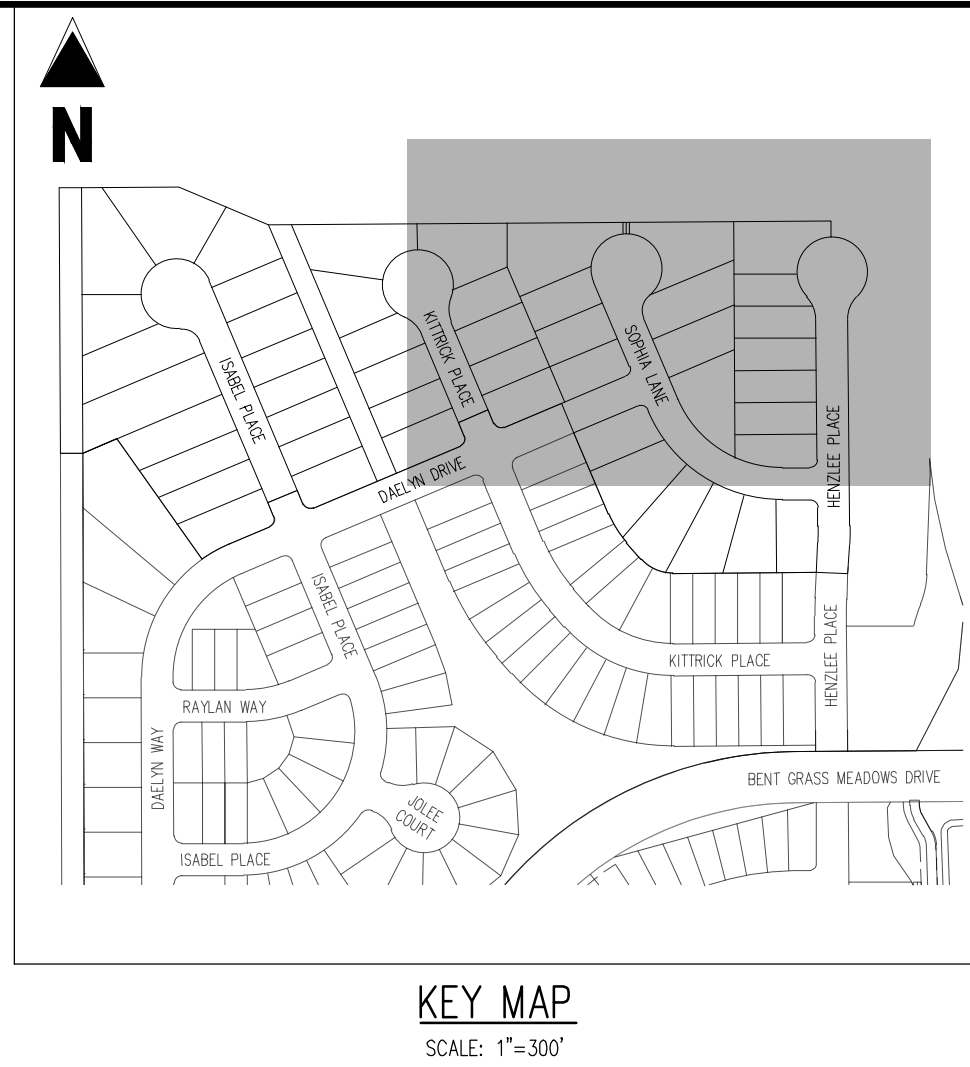 N
KITTRICK PLACE
SOPHIA LANE
ISABEL PLACE
HENZLEE PLACE
DAELYN DRIVE
ISABEL PLACE
HENZLEE PLACE
KITTRICK PLACE
RAYLAN WAY
DAELYN WAY
BENT GRASS MEADOWS DRIVE
JOLEE
COURT
ISABEL PLACE
KEY MAP
SCALE: 1"=300'